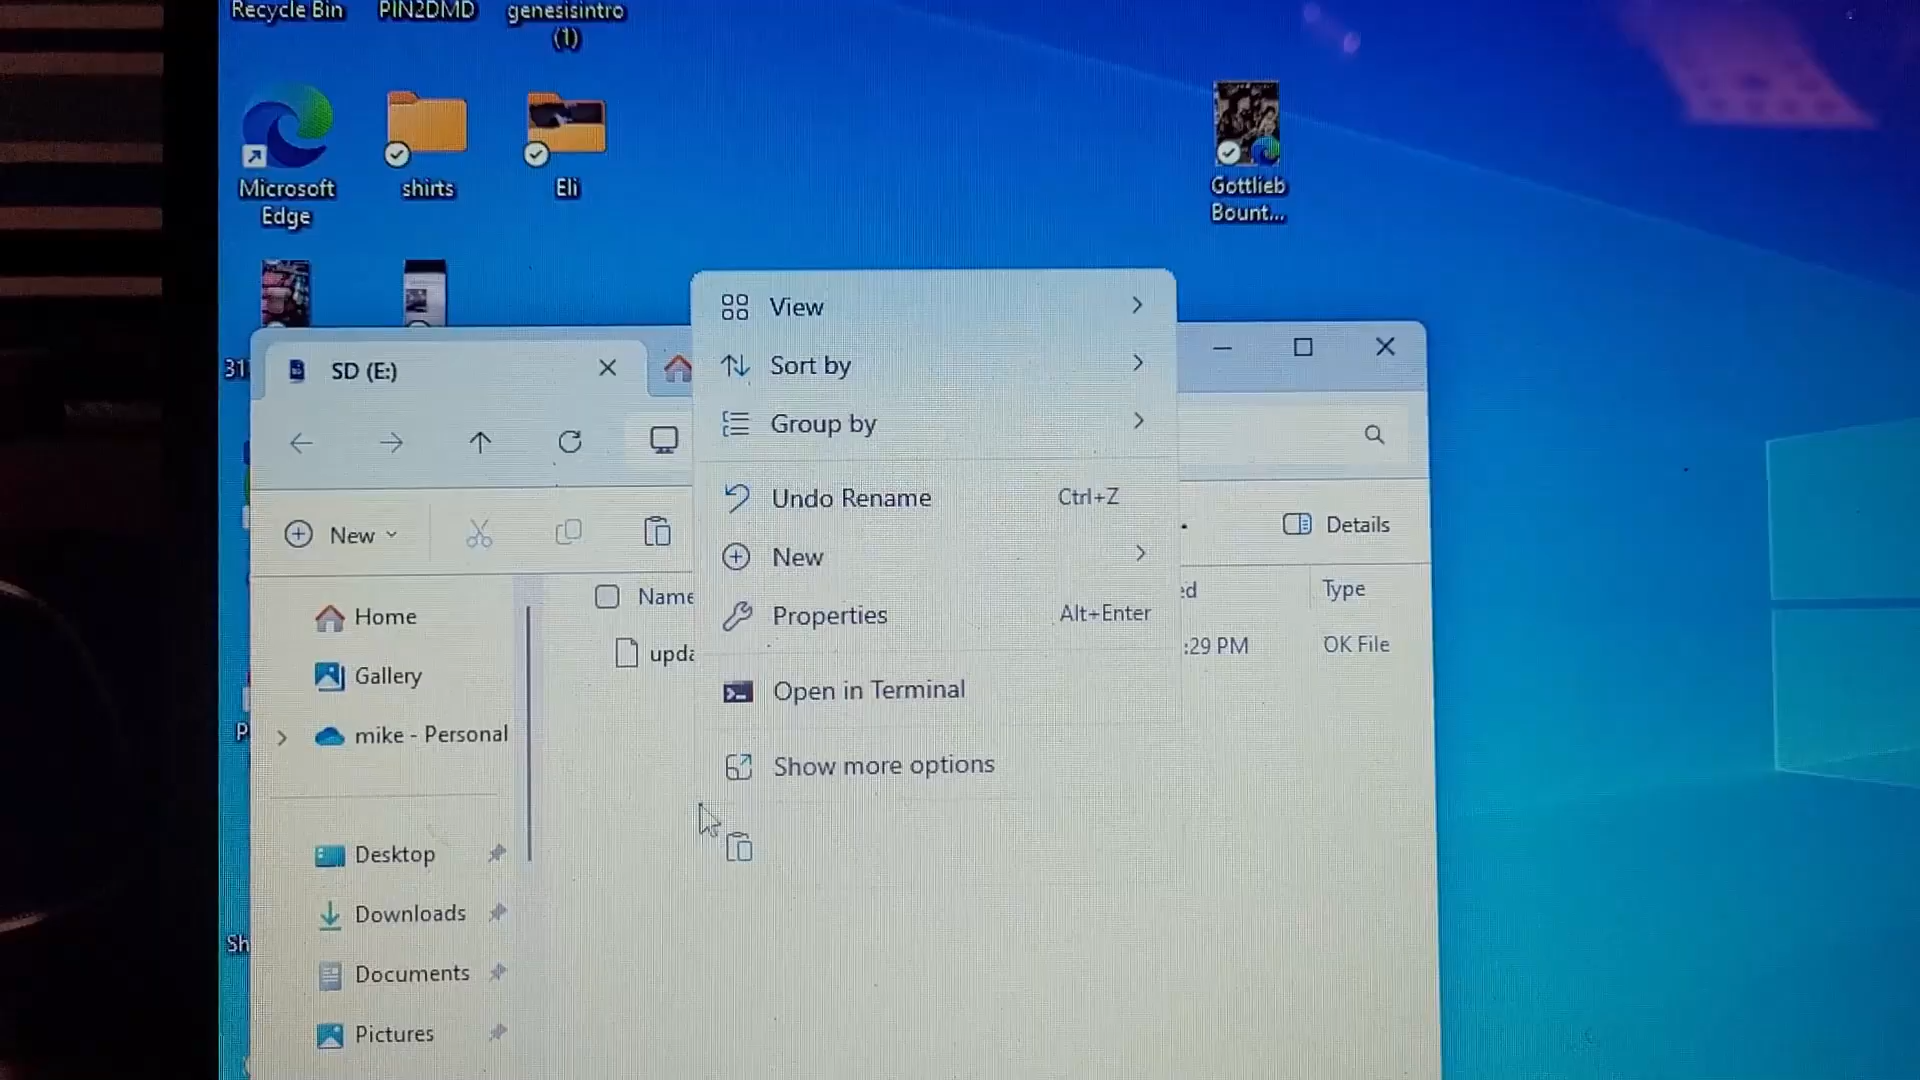 Recycle Bin
PIN2DMD
genesisintro
(1)
Microsoft
Edge
shirts
Eli
Gottlieb
Bount...
31
SD (E:)
View
Sort by
Group by
Undo Rename Ctrl+Z
New
Properties Alt+Enter
Open in Terminal
Show more options
New
Details
Name
ed
Type
upda
:29 PM
OK File
Home
Gallery
mike - Personal
Desktop
Downloads
Documents
Pictures
P
Sh